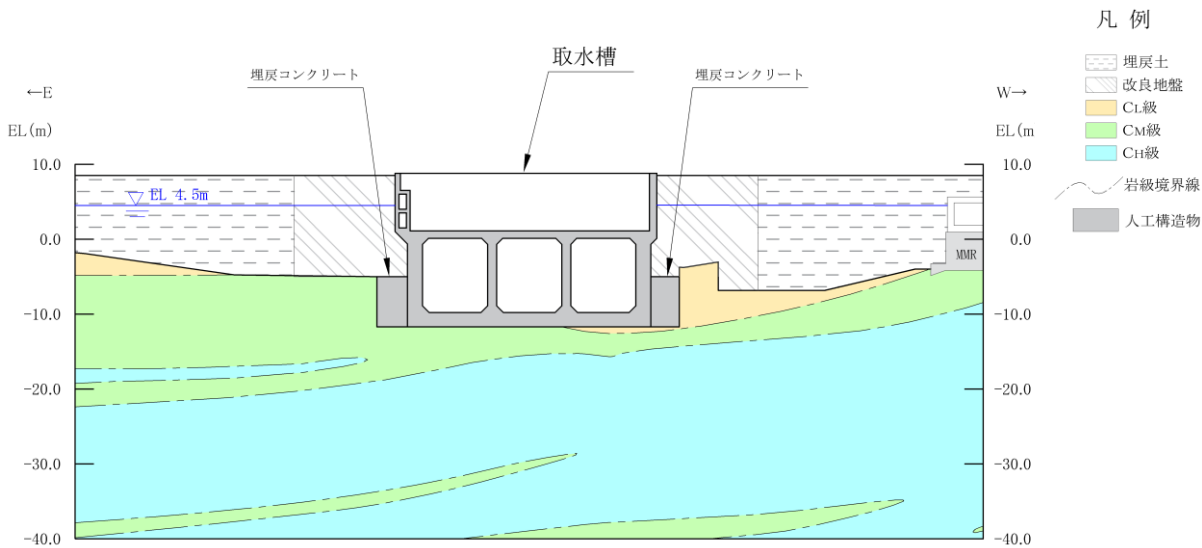 凡 例
埋戻土
改良地盤
CL級
CM級
CH級
岩級境界線
人工構造物
取水槽
埋戻コンクリート
埋戻コンクリート
←E
W→
EL(m)
EL(m
10.0
10.0
EL 4.5m
0.0
0.0
MMR
-10.0
-10.0
-20.0
-20.0
-30.0
-30.0
-40.0
-40.0